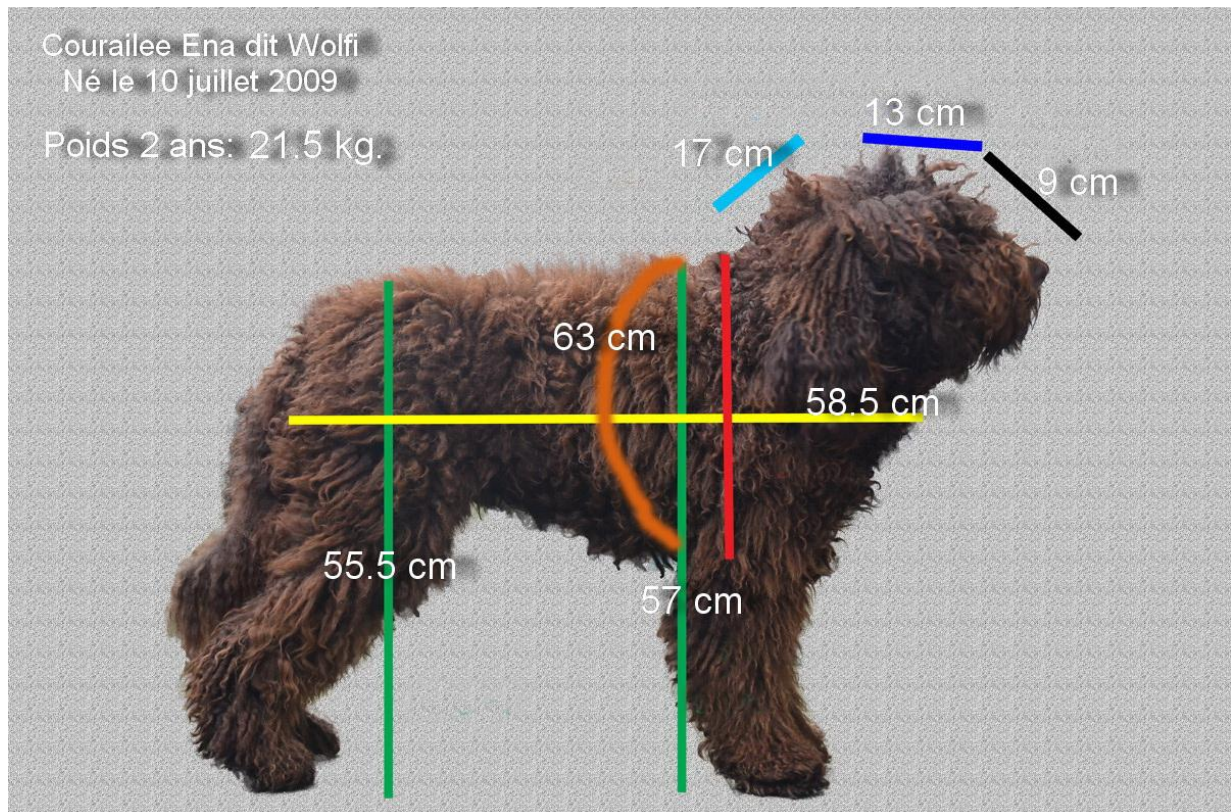 Courailee Ena dit Wolfi
Né le 10 juillet 2009
Poids 2 ans: 21.5 kg.
13 cm
17 cm
9 cm
63 cm
58.5 cm
55.5 cm
57 cm